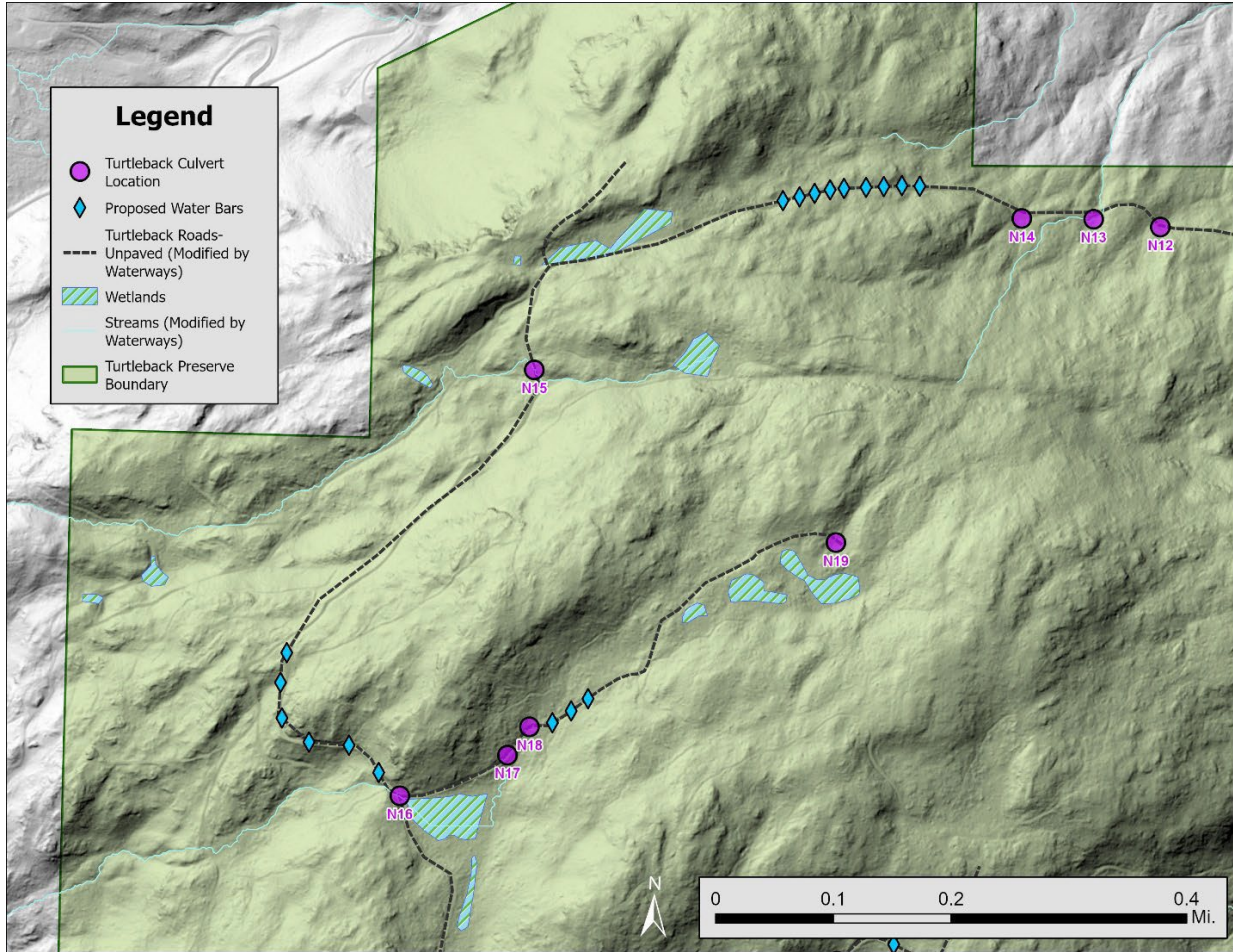 Legend
Turtleback Culvert
Location
Proposed Water Bars
Turtleback Roads-
Unpaved (Modified by
Waterways)
Wetlands
Streams (Modified by
Waterways)
Turtleback Preserve
Boundary
N14
N13
N12
N15
N19
N18
N17
N16
N
0
0.1
0.2
0.4
Mi.